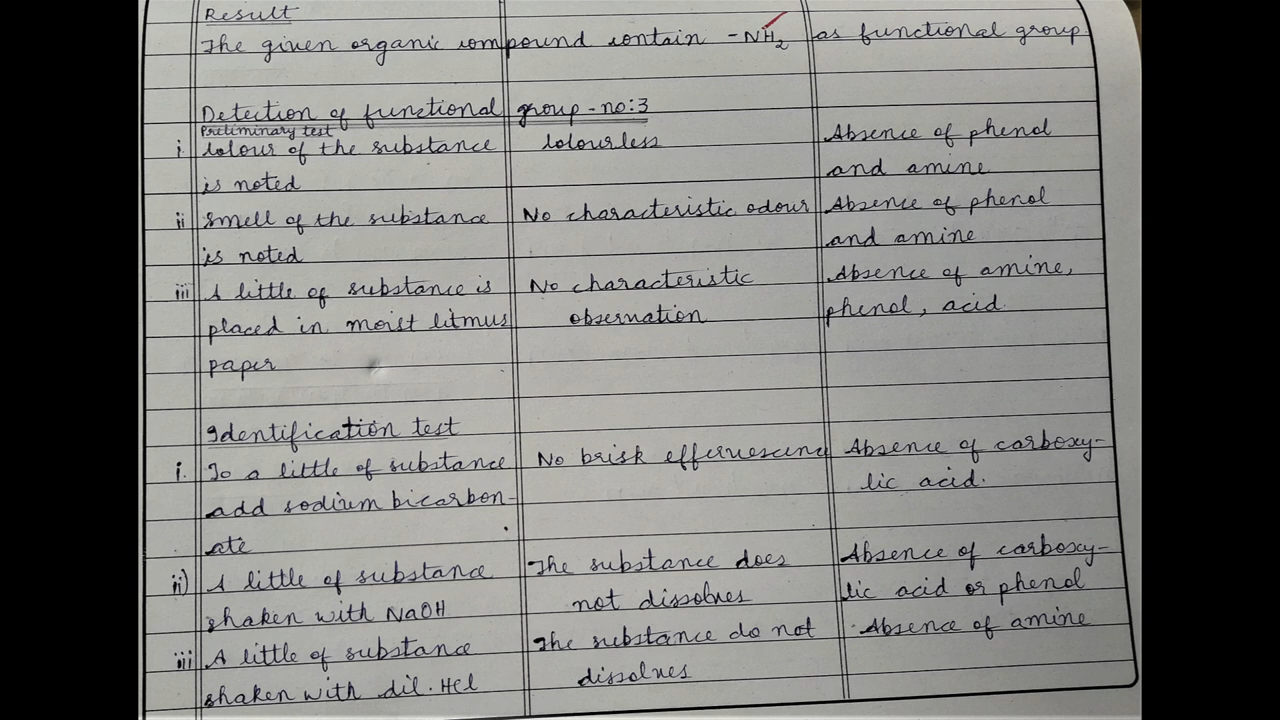 Result
The given organic compound contain -NH2 as functional group
Detection of functional group - no:3
Preliminary test
i. Colour of the substance colourless Absence of phenol
is noted and amine
ii Smell of the substance No characteristic odour Absence of phenol
is noted and amine
iii A little of substance is No characteristic Absence of amine,
placed in moist litmus observation phenol, acid.
paper
Identification test
i. To a little of substance No brisk effervescence Absence of carboxy-
add sodium bicarbon- lic acid.
ate
ii) A little of substance The substance does Absence of carboxy-
shaken with NaOH not dissolves lic acid or phenol
iii A little of substance The substance do not Absence of amine
shaken with dil. Hcl dissolves